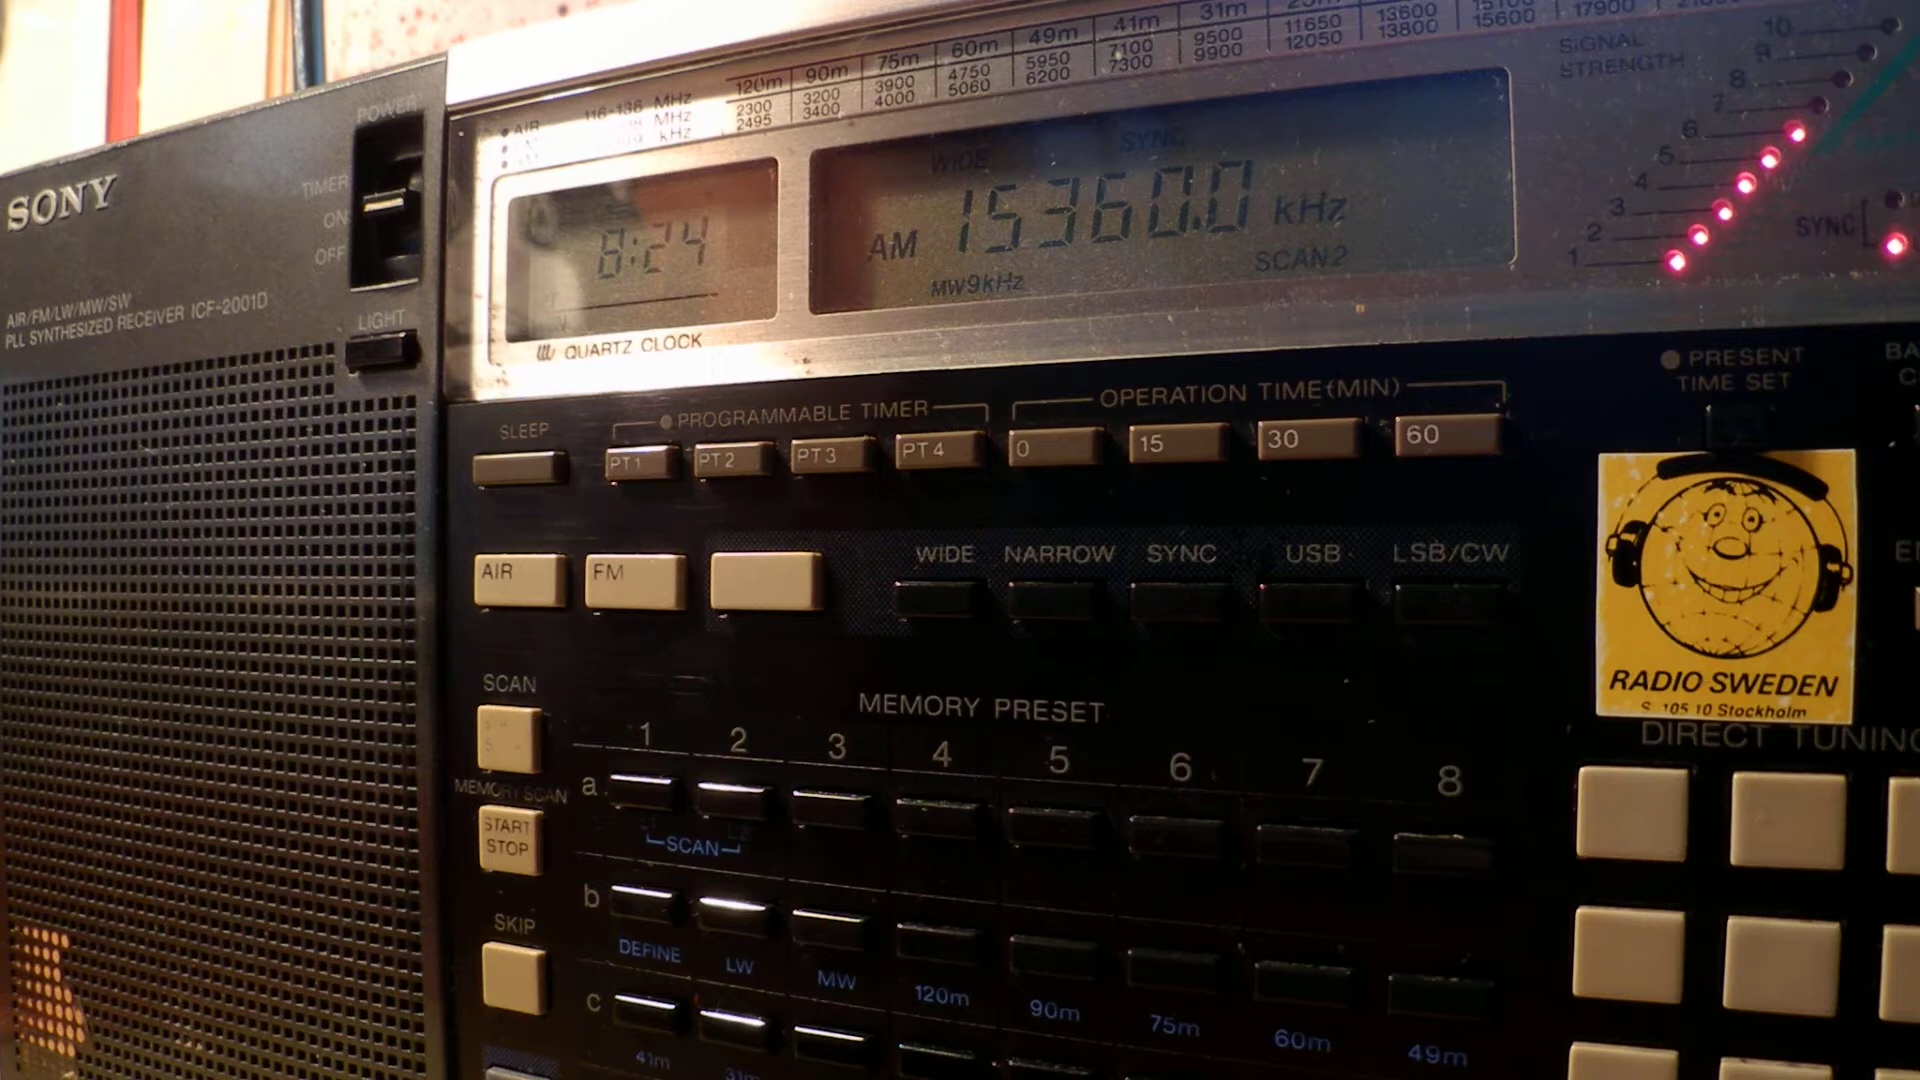 SONY
AIR/FM/LW/MW/SW
PLL SYNTHESIZED RECEIVER ICF-2001D
POWER
TIMER
ON
OFF
LIGHT
AIR 116-136 MHz
MHz
kHz
120m 90m 75m 60m 49m 41m 31m
2300 3200 3900 4750 5950 7100 9500 11650 13600 15100 17900
2495 3400 4000 5060 6200 7300 9900 12050 13800 15600
SIGNAL
STRENGTH
10
9
8
7
6
5
4
3
2
1
SYNC
8:24
QUARTZ CLOCK
WIDE SYNC
AM 15360.0 kHz
MW9kHz SCAN2
PRESENT
TIME SET
SLEEP
PROGRAMMABLE TIMER
OPERATION TIME(MIN)
PT1 PT2 PT3 PT4 0 15 30 60
AIR FM
WIDE NARROW SYNC USB LSB/CW
RADIO SWEDEN
S-105 10 Stockholm
DIRECT TUNING
SCAN
MEMORY SCAN
START
STOP
SKIP
MEMORY PRESET
1 2 3 4 5 6 7 8
a
SCAN
b
DEFINE LW MW 120m 90m 75m 60m 49m
c
41m 31m